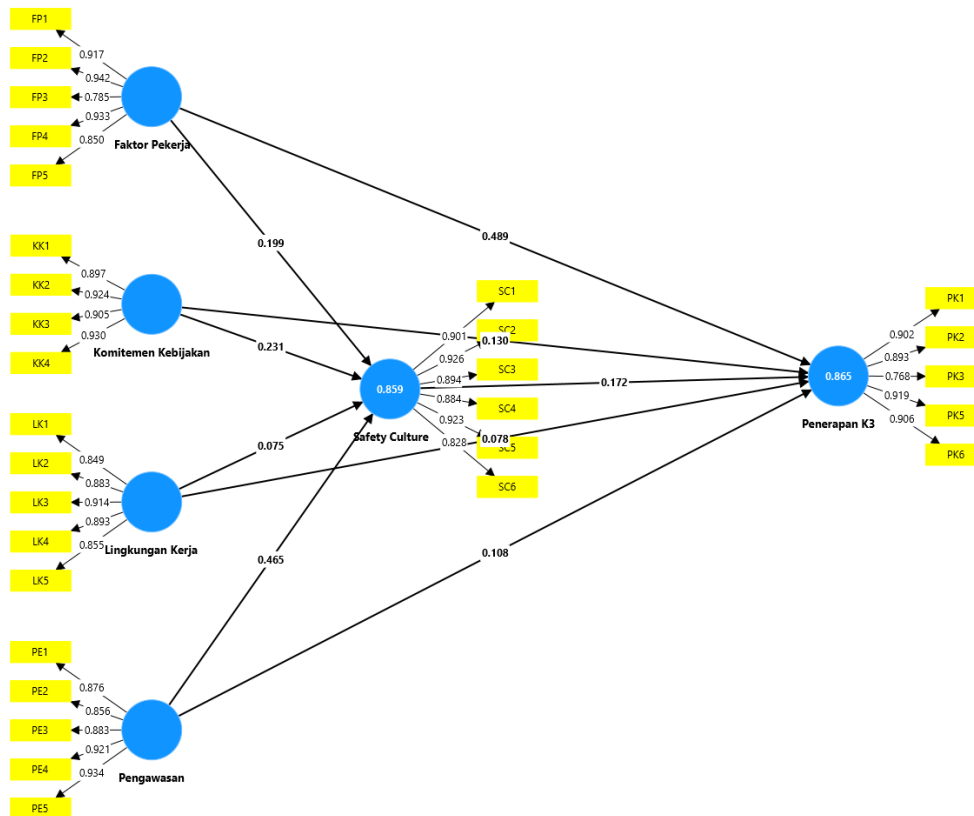 FP1
FP2
FP3
FP4
FP5
0.917
0.942
0.785
0.933
0.850
Faktor Pekerja
KK1
KK2
KK3
KK4
0.897
0.924
0.905
0.930
Komitemen Kebijakan
LK1
LK2
LK3
LK4
LK5
0.849
0.883
0.914
0.893
0.855
Lingkungan Kerja
PE1
PE2
PE3
PE4
PE5
0.876
0.856
0.883
0.921
0.934
Pengawasan
0.199
0.231
0.075
0.465
0.859
Safety Culture
0.901
0.926
0.894
0.884
0.923
0.828
SC1
SC2
SC3
SC4
SC5
SC6
0.489
0.130
0.172
0.078
0.108
0.865
Penerapan K3
0.902
0.893
0.768
0.919
0.906
PK1
PK2
PK3
PK5
PK6